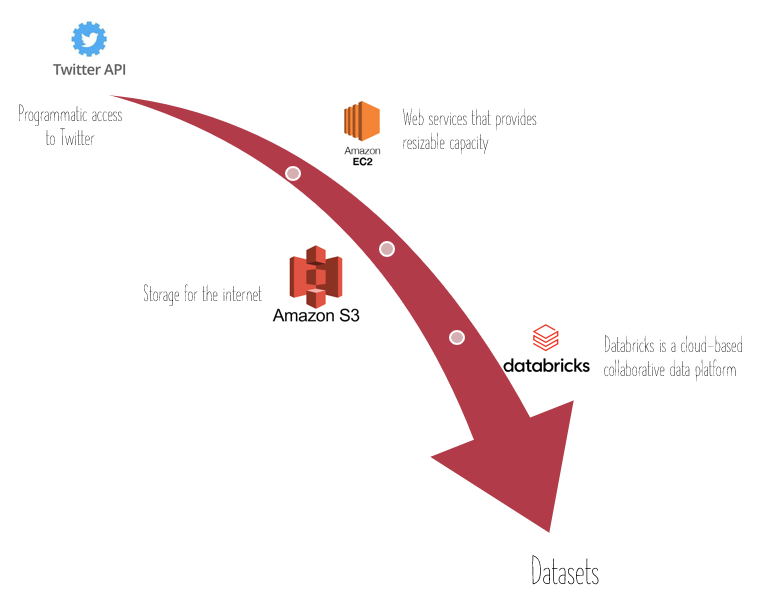 Twitter API
Programmatic access
to Twitter
Amazon
EC2
Web services that provides
resizable capacity
Storage for the internet
Amazon S3
databricks
Databricks is a cloud-based
collaborative data platform
Datasets